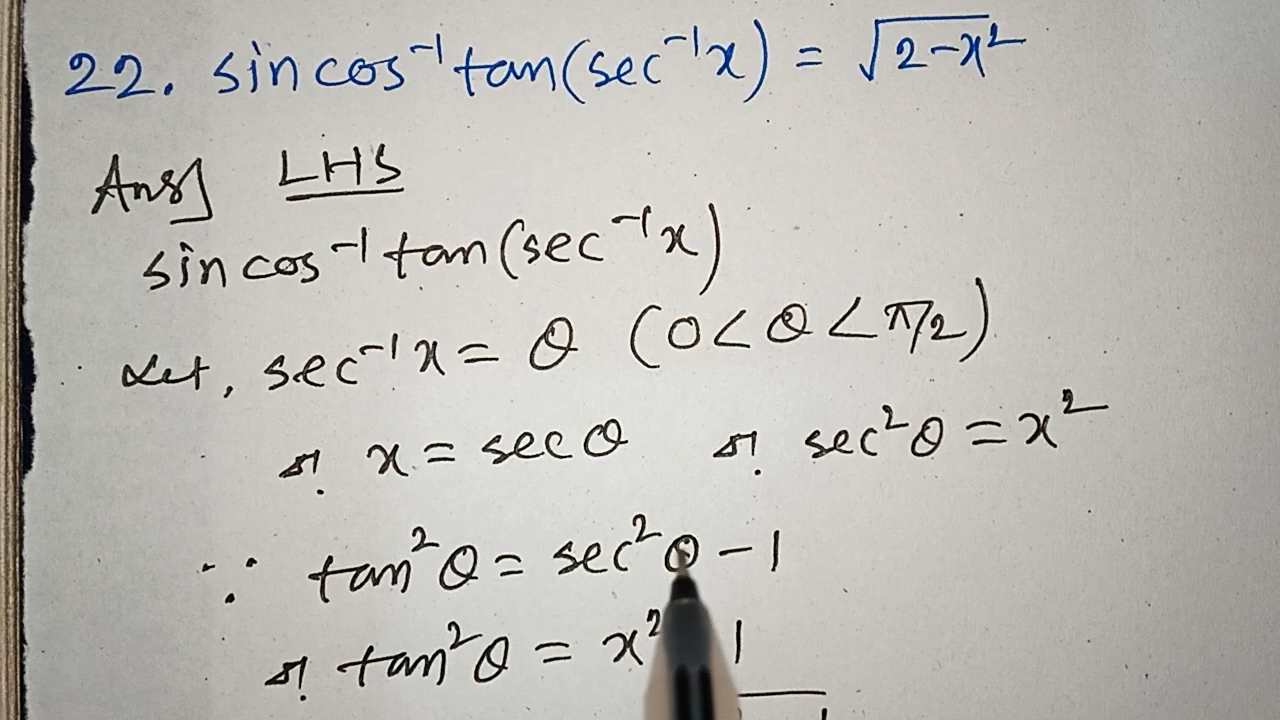 22. sin cos⁻¹ tan(sec⁻¹x) = √2-x²
Ans] LHS
sin cos⁻¹ tan(sec⁻¹x)
Let, sec⁻¹x = θ (0<θ<π/2)
বা x = secθ বা sec²θ = x²
∵ tan²θ = sec²θ - 1
বা tan²θ = x² 1